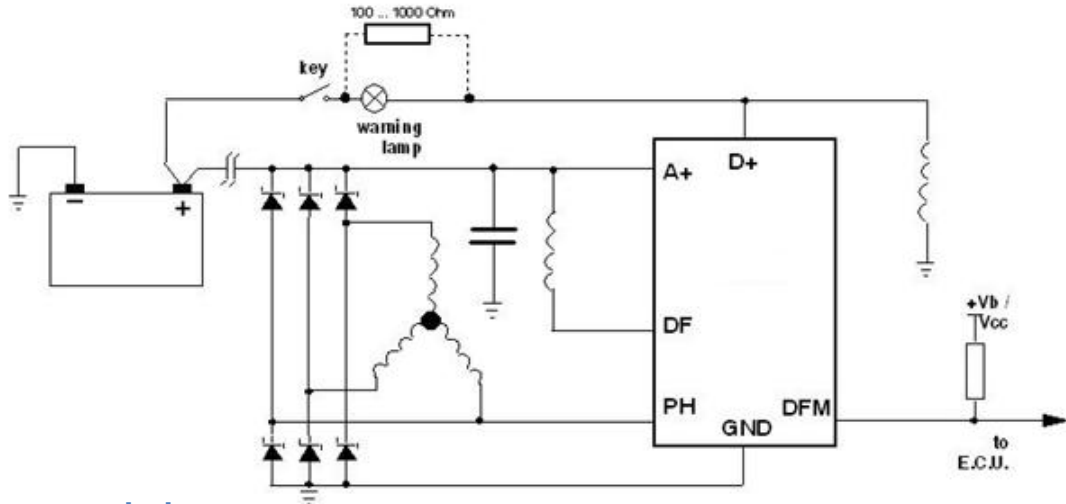 100 ... 1000 Ohm
key
warning
lamp
A+
D+
−
+
DF
+Vb /
Vcc
PH
DFM
GND
to
E.C.U.